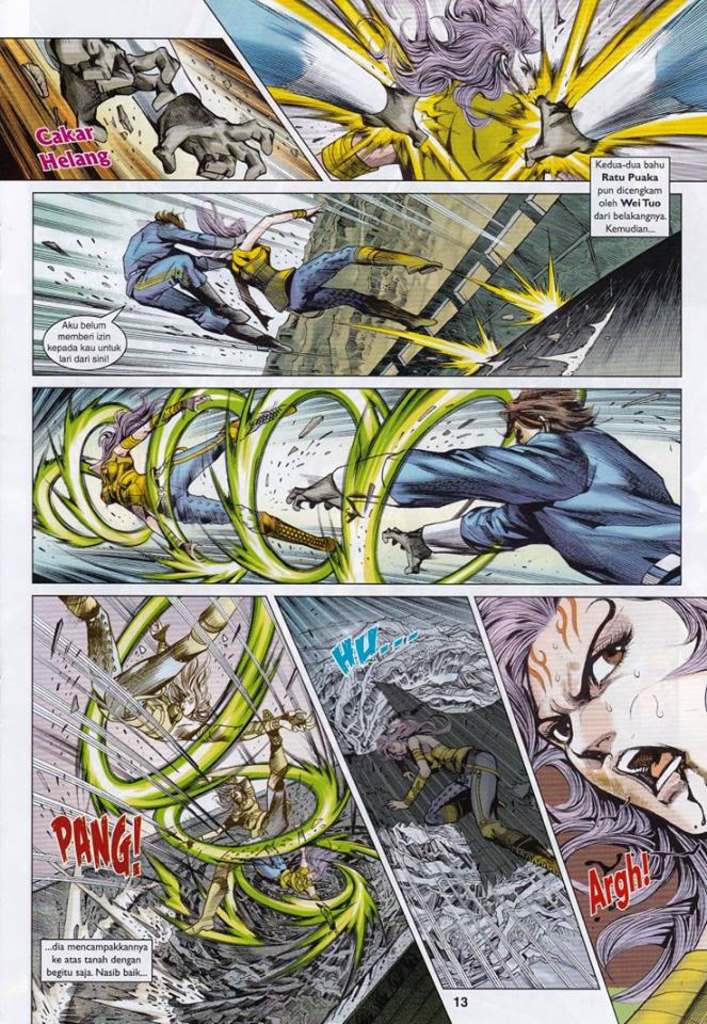 Cakar
Helang
Kedua-dua bahu
Ratu Puaka
pun dicengkam
oleh Wei Tuo
dari belakangnya.
Kemudian...
Aku belum
memberi izin
kepada kau untuk
lari dari sini!
PANG!
...dia mencampakkannya
ke atas tanah dengan
begitu saja. Nasib baik...
HU...
Argh!
13